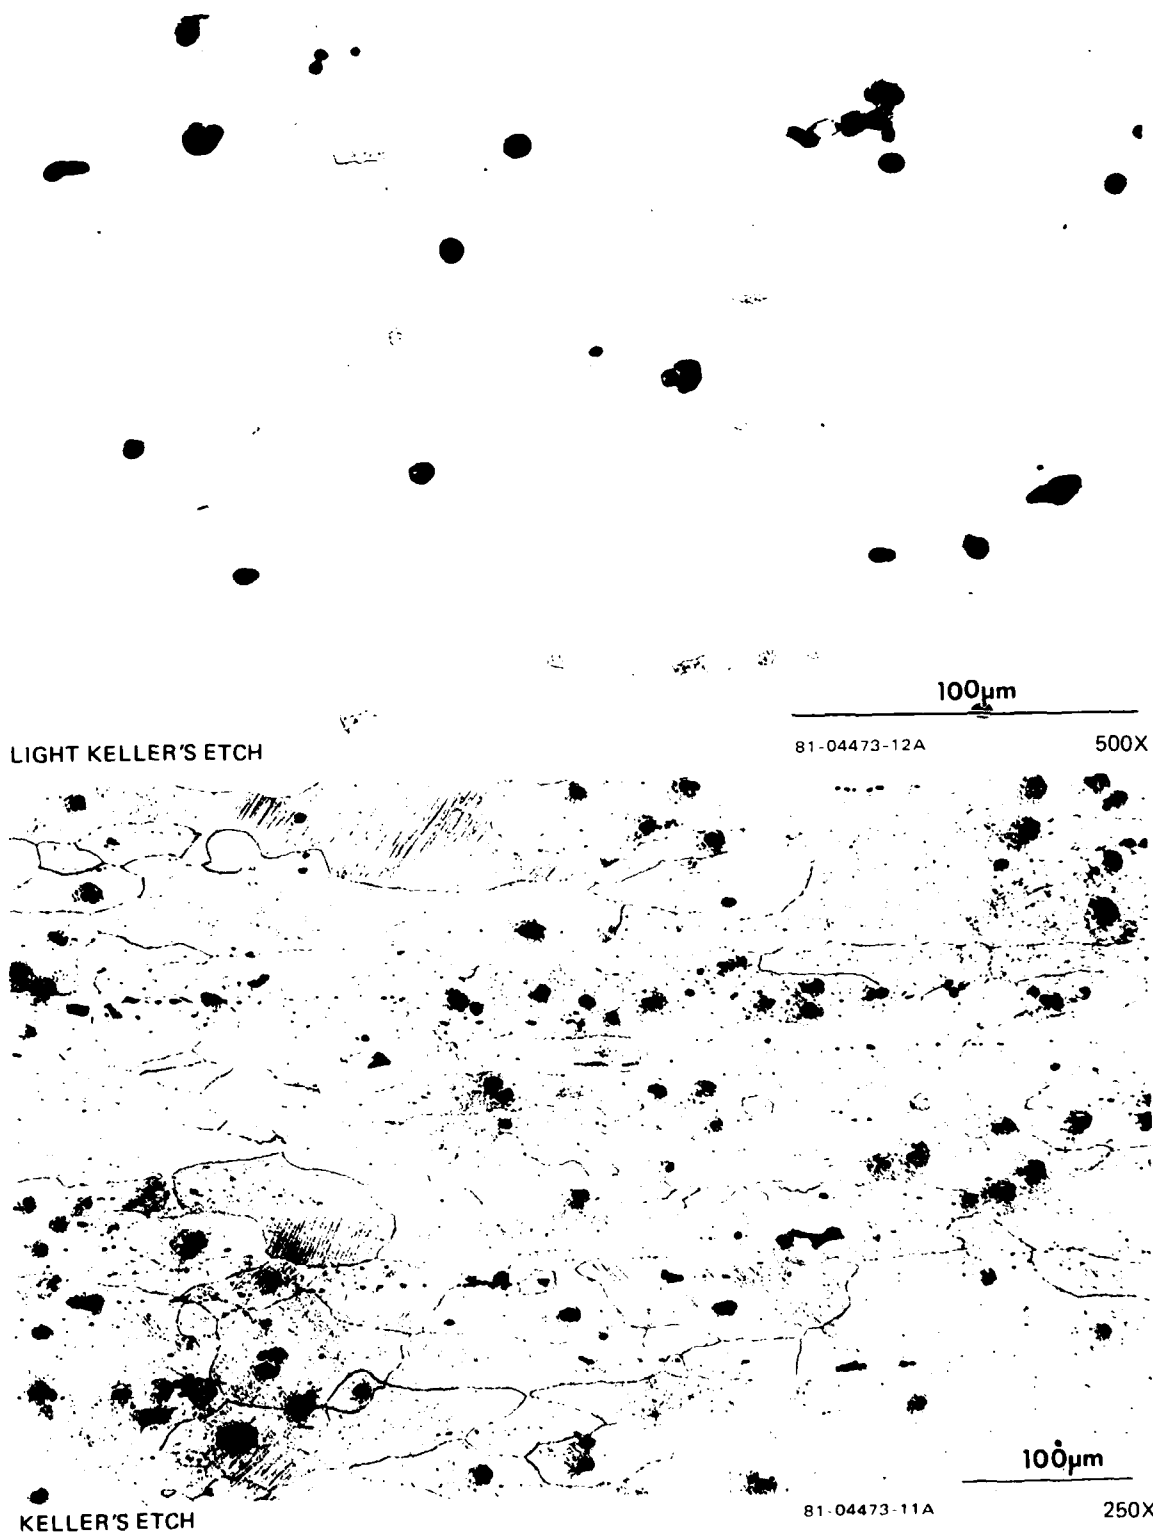 100µm
LIGHT KELLER'S ETCH
81-04473-12A
500X
100µm
81-04473-11A
250X
KELLER'S ETCH